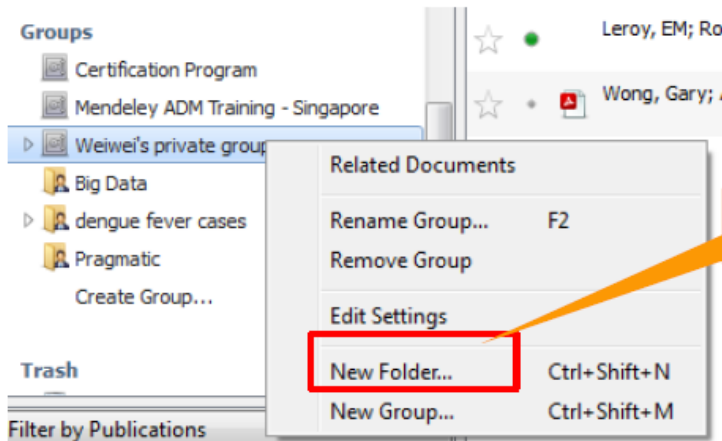 Groups
Certification Program
Mendeley ADM Training - Singapore
Weiwei's private group
Big Data
dengue fever cases
Pragmatic
Create Group...
Trash
Filter by Publications
Leroy, EM; Ro
Wong, Gary;
Related Documents
Rename Group... F2
Remove Group
Edit Settings
New Folder... Ctrl+Shift+N
New Group... Ctrl+Shift+M